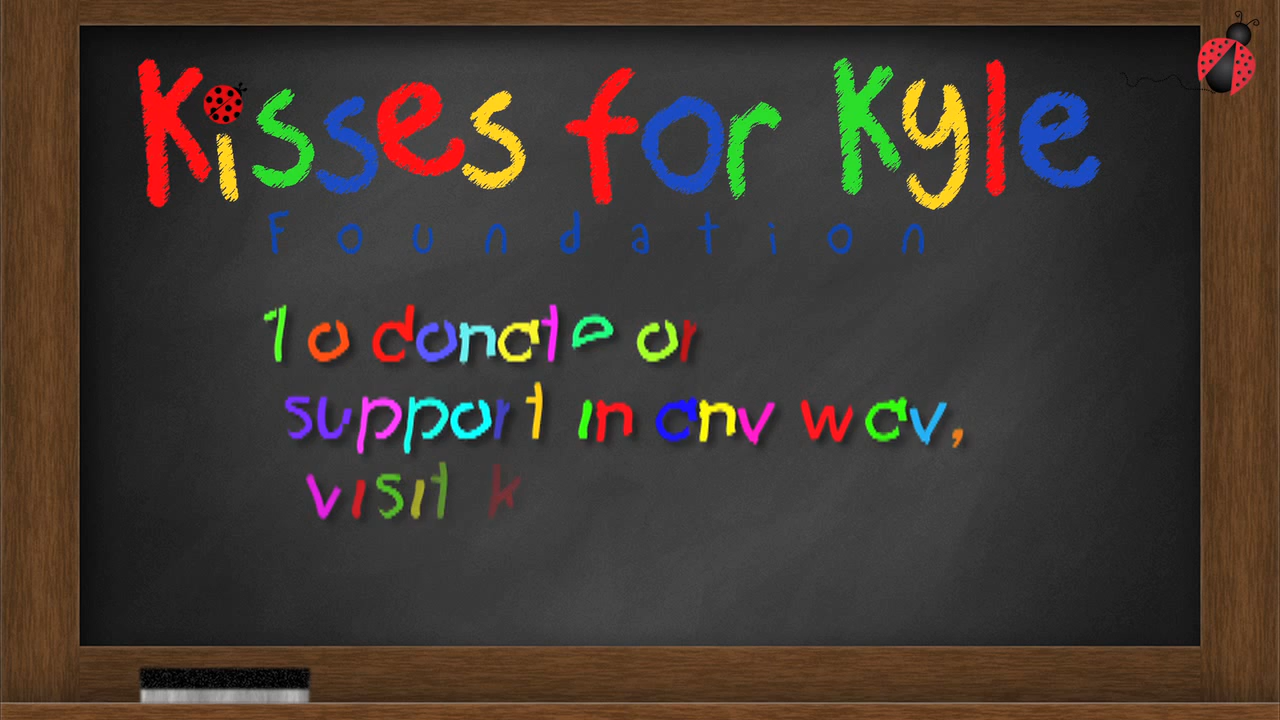 Kisses for Kyle
Foundation
To donate or
support in any way,
visit k